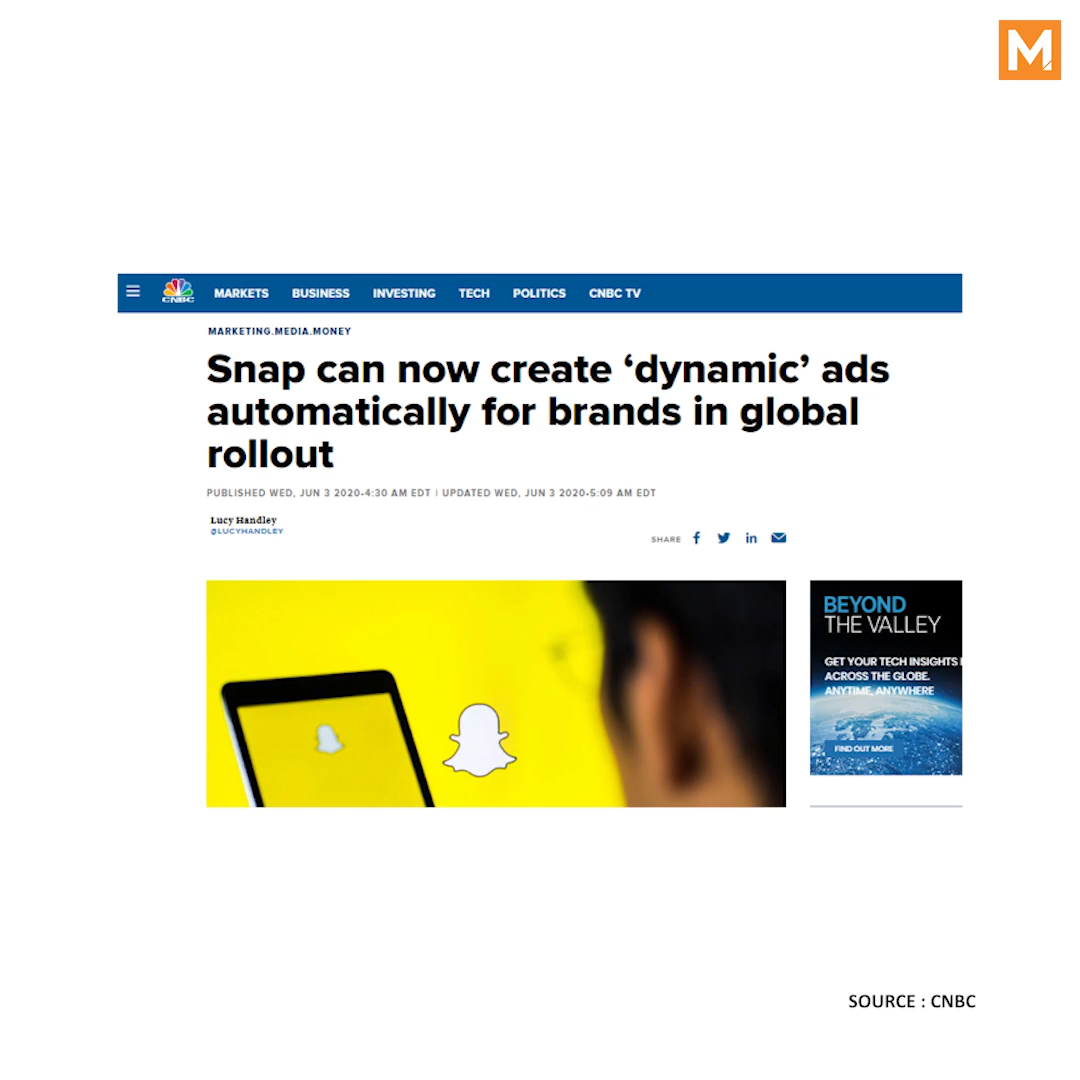 M
CNBC
MARKETS BUSINESS INVESTING TECH POLITICS CNBC TV
MARKETING.MEDIA.MONEY
Snap can now create ‘dynamic’ ads
automatically for brands in global
rollout
PUBLISHED WED, JUN 3 2020•4:30 AM EDT | UPDATED WED, JUN 3 2020•5:09 AM EDT
Lucy Handley
@LUCYHANDLEY
SHARE
BEYOND
THE VALLEY
GET YOUR TECH INSIGHTS
ACROSS THE GLOBE.
ANYTIME, ANYWHERE
FIND OUT MORE
SOURCE : CNBC